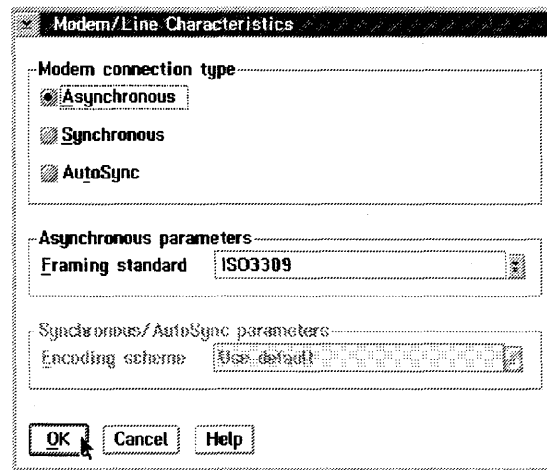 Modem/Line Characteristics
Modem connection type
Asynchronous
Synchronous
AutoSync
Asynchronous parameters
Framing standard ISO3309
Synchronous/AutoSync parameters
Encoding scheme Use default
OK Cancel Help